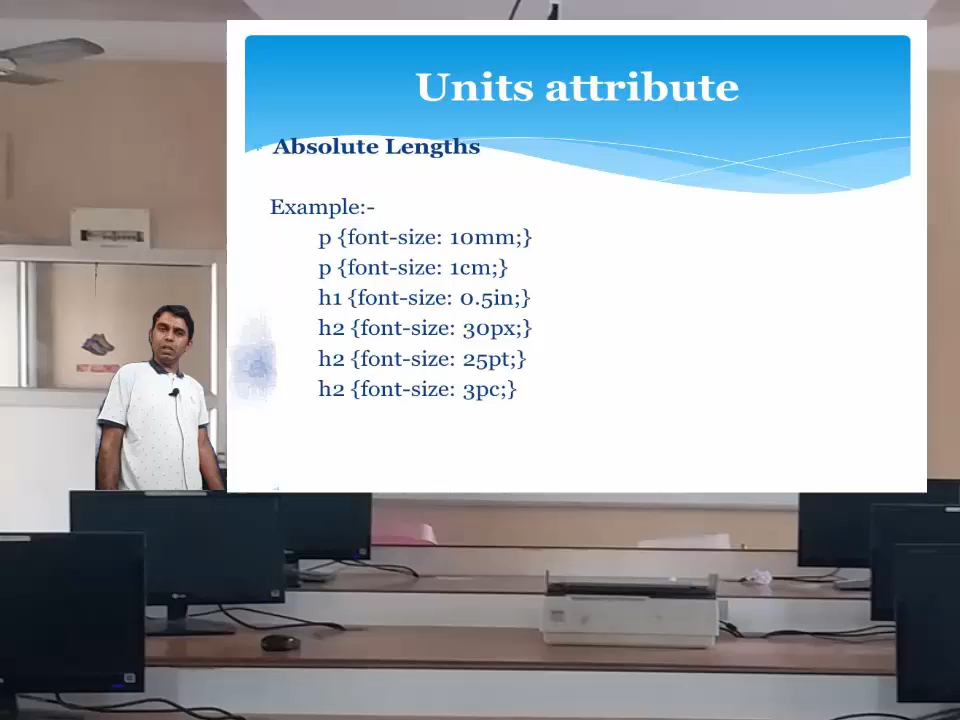 Units attribute
Absolute Lengths
Example:-
p {font-size: 10mm;}
p {font-size: 1cm;}
h1 {font-size: 0.5in;}
h2 {font-size: 30px;}
h2 {font-size: 25pt;}
h2 {font-size: 3pc;}